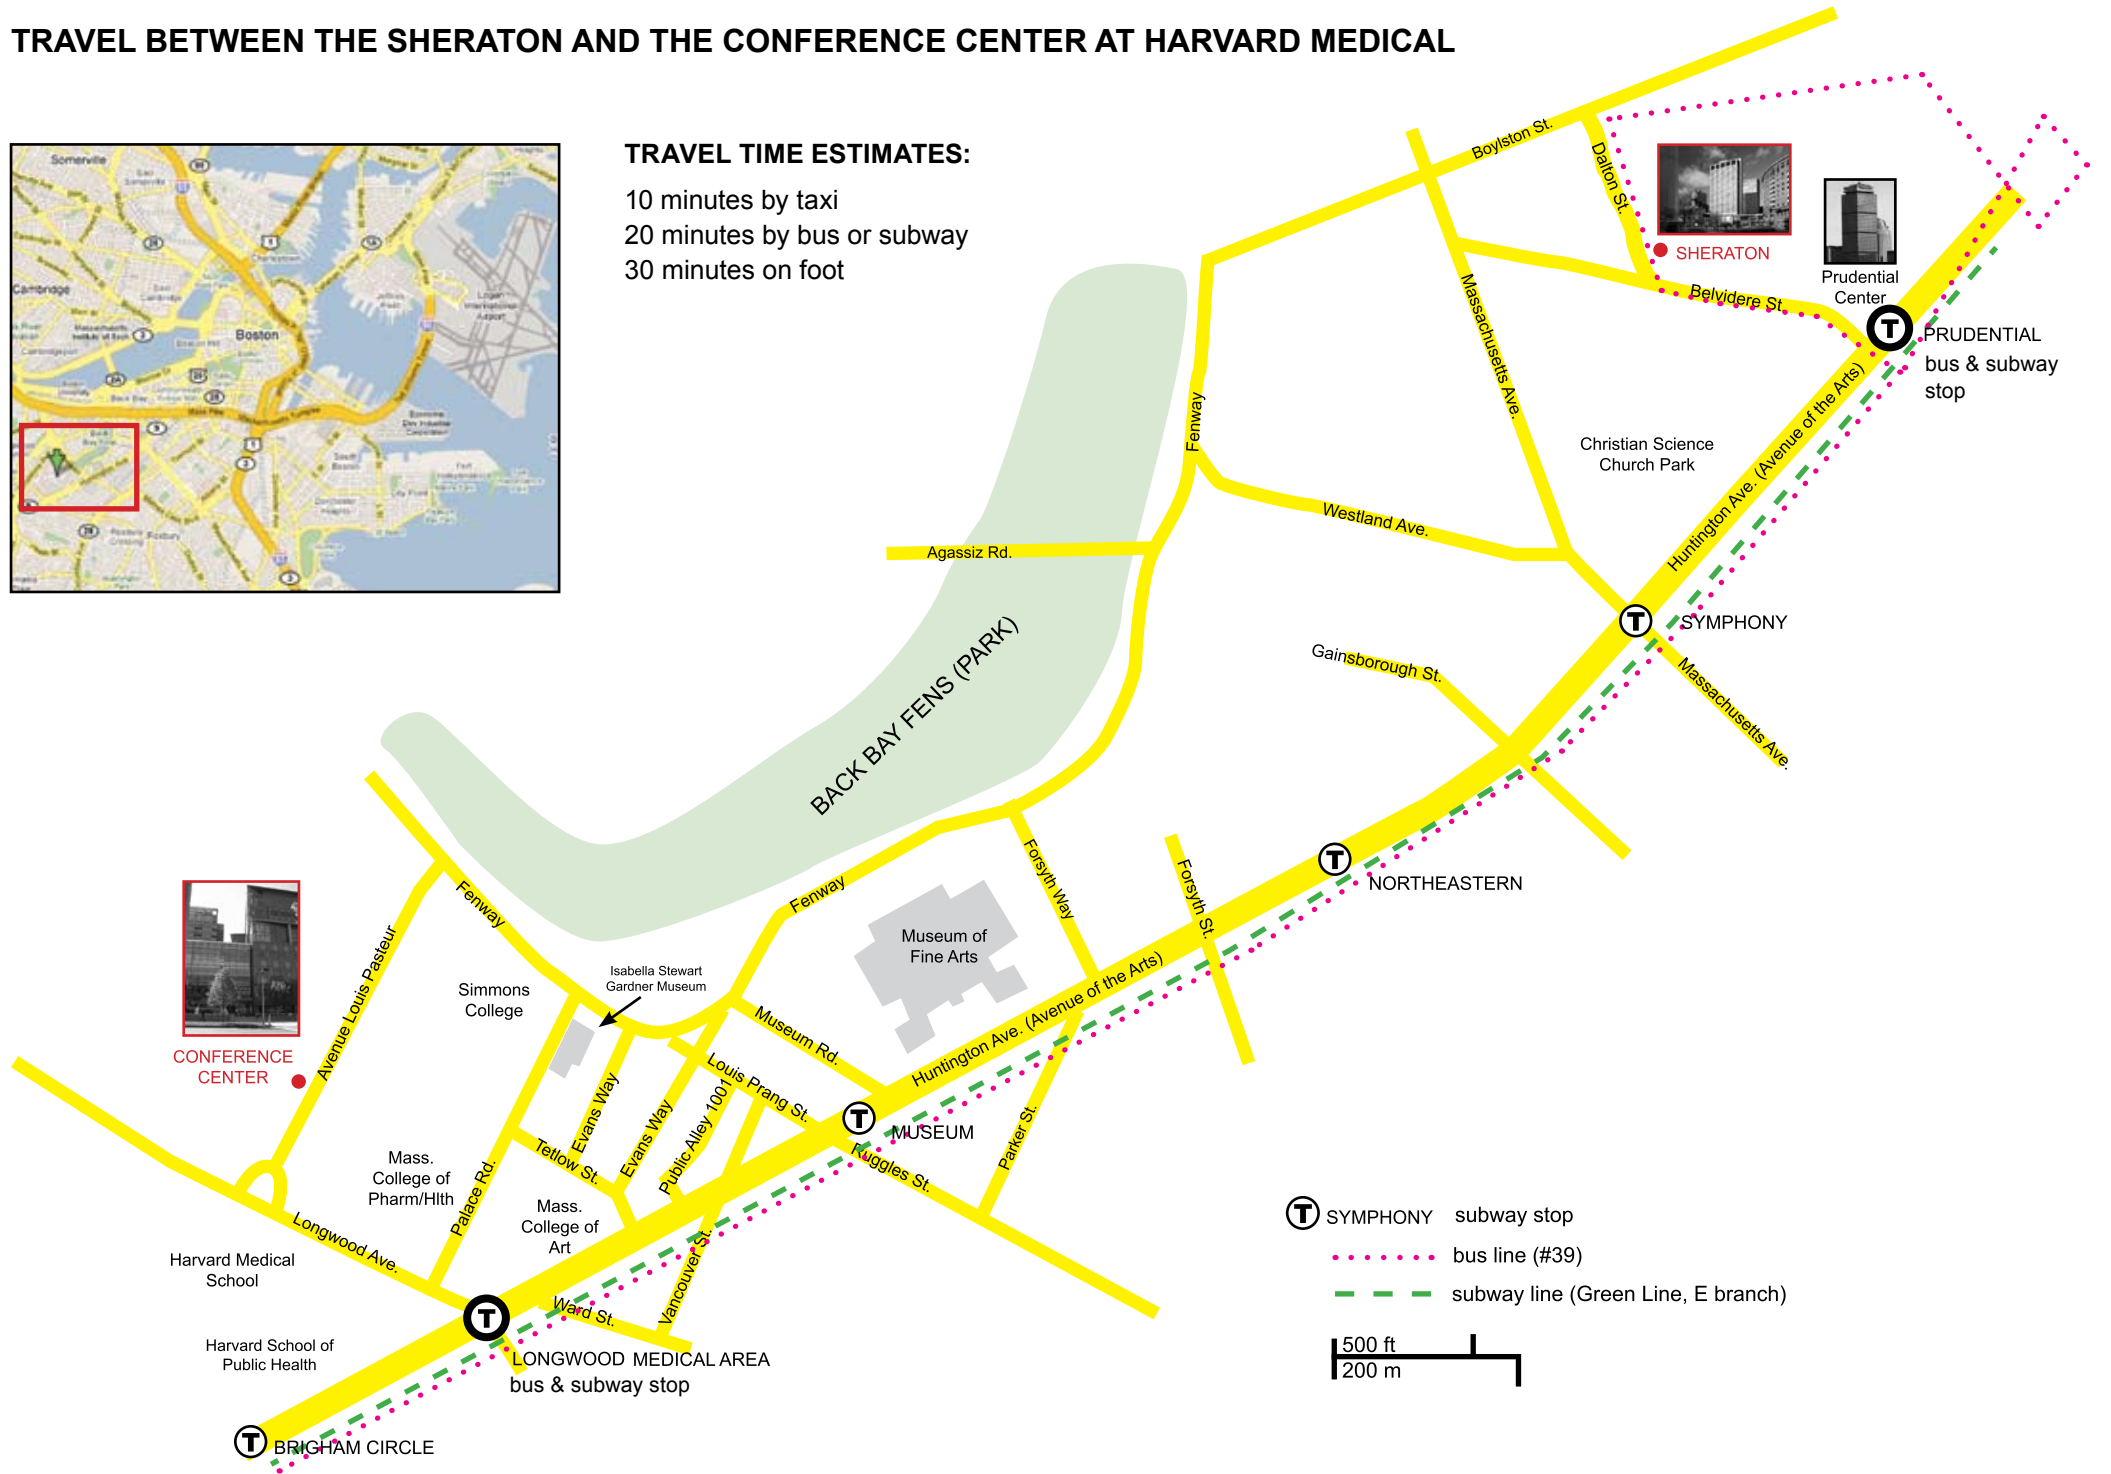 TRAVEL BETWEEN THE SHERATON AND THE CONFERENCE CENTER AT HARVARD MEDICAL
TRAVEL TIME ESTIMATES:
10 minutes by taxi
20 minutes by bus or subway
30 minutes on foot
Somerville
Cambridge
Boston
Charlestown
Logan
International
Airport
South
Boston
Roxbury
Boylston St.
Dalton St.
SHERATON
Prudential
Center
Belvidere St.
T
PRUDENTIAL
bus & subway
stop
Massachusetts Ave.
Fenway
Christian Science
Church Park
Huntington Ave. (Avenue of the Arts)
Westland Ave.
Agassiz Rd.
T
SYMPHONY
Gainsborough St.
Massachusetts Ave.
BACK BAY FENS (PARK)
T
NORTHEASTERN
Forsyth Way
Forsyth St.
Fenway
Fenway
Museum of
Fine Arts
Avenue Louis Pasteur
Simmons
College
Isabella Stewart
Gardner Museum
Museum Rd.
Huntington Ave. (Avenue of the Arts)
CONFERENCE
CENTER
Louis Prang St.
Evans Way
Evans Way
Public Alley 1001
T
MUSEUM
Parker St.
Ruggles St.
Tetlow St.
Mass.
College of
Pharm/Hlth
Palace Rd.
Mass.
College of
Art
Longwood Ave.
Vancouver St.
Harvard Medical
School
T
Ward St.
Harvard School of
Public Health
LONGWOOD MEDICAL AREA
bus & subway stop
T
BRIGHAM CIRCLE
T SYMPHONY subway stop
bus line (#39)
subway line (Green Line, E branch)
500 ft
200 m